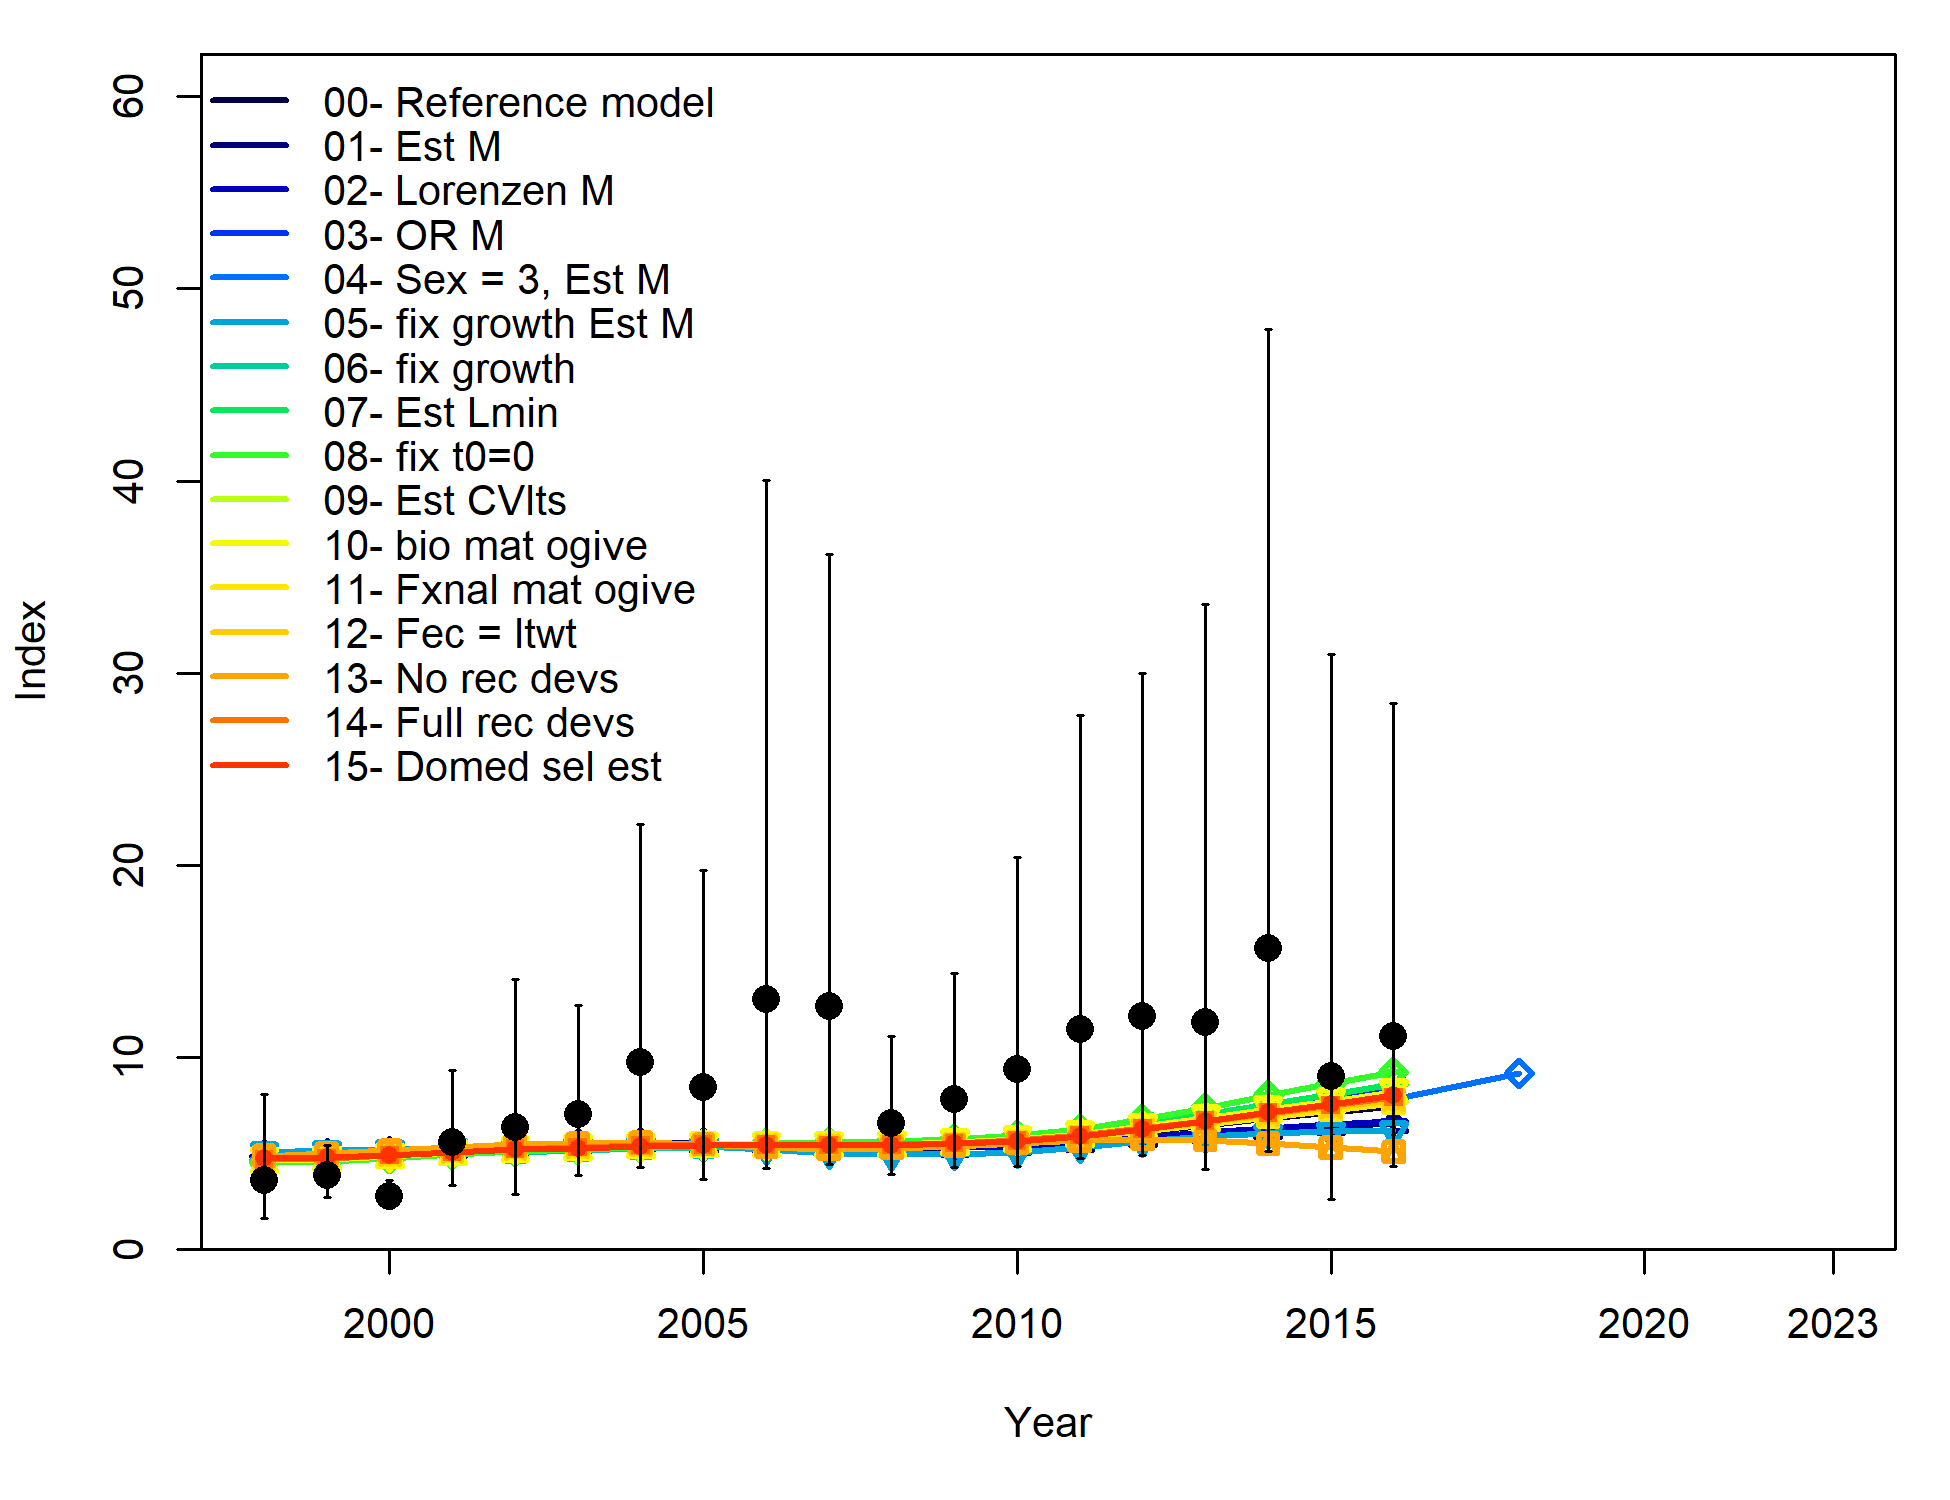 60
50
40
30
20
10
0
Index
00- Reference model
01- Est M
02- Lorenzen M
03- OR M
04- Sex = 3, Est M
05- fix growth Est M
06- fix growth
07- Est Lmin
08- fix t0=0
09- Est CVlts
10- bio mat ogive
11- Fxnal mat ogive
12- Fec = ltwt
13- No rec devs
14- Full rec devs
15- Domed sel est
2000 2005 2010 2015 2020 2023
Year